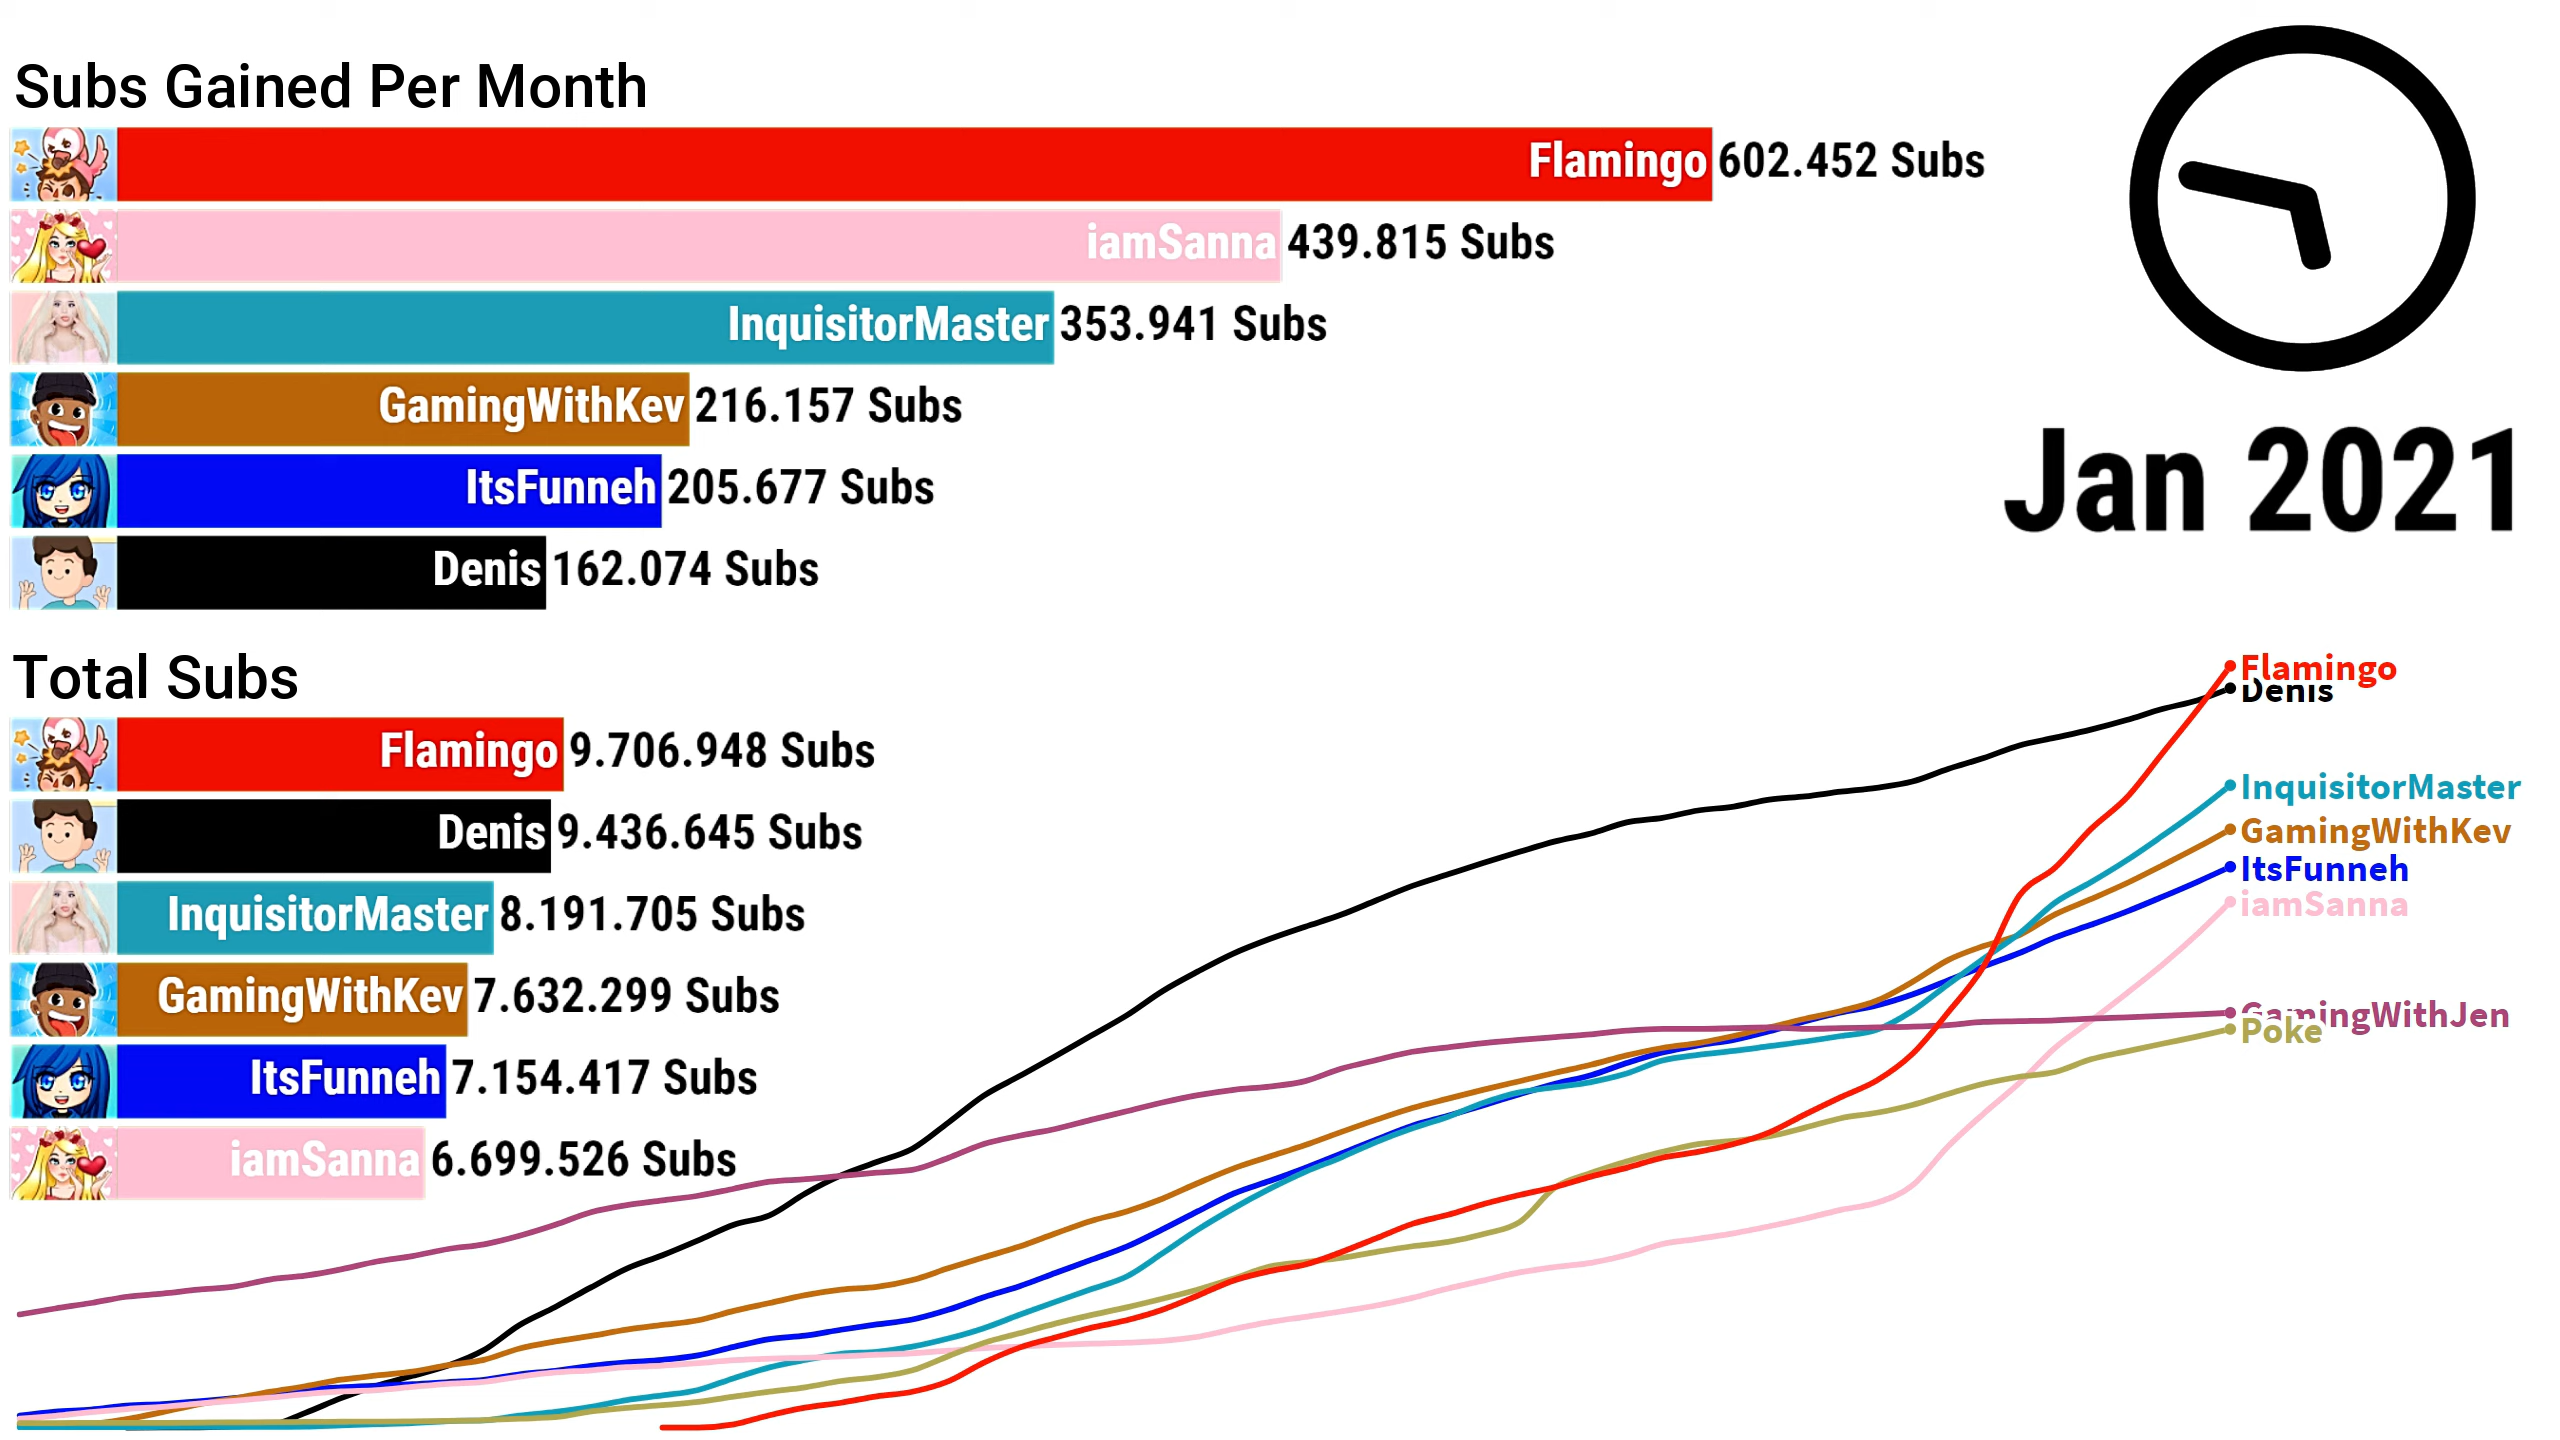 Subs Gained Per Month
Flamingo 602.452 Subs
iamSanna 439.815 Subs
InquisitorMaster 353.941 Subs
GamingWithKev 216.157 Subs
ItsFunneh 205.677 Subs
Denis 162.074 Subs
Jan 2021
Total Subs
Flamingo 9.706.948 Subs
Denis 9.436.645 Subs
InquisitorMaster 8.191.705 Subs
GamingWithKev 7.632.299 Subs
ItsFunneh 7.154.417 Subs
iamSanna 6.699.526 Subs
Flamingo
Denis
InquisitorMaster
GamingWithKev
ItsFunneh
iamSanna
GamingWithJen
Poke